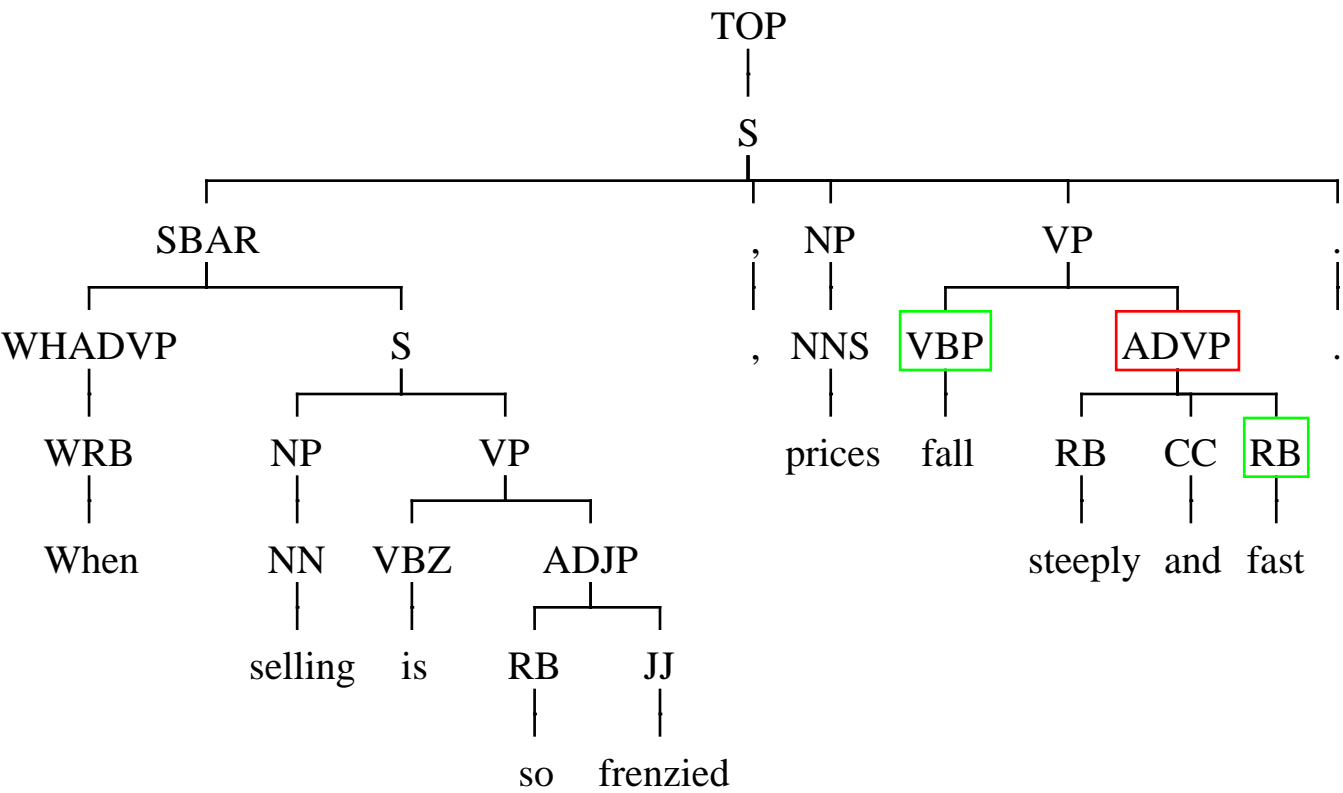 TOP
S
SBAR , NP VP .
WHADVP S , NNS VBP ADVP .
WRB NP VP prices fall RB CC RB
When NN VBZ ADJP steeply and fast
selling is RB JJ
so frenzied